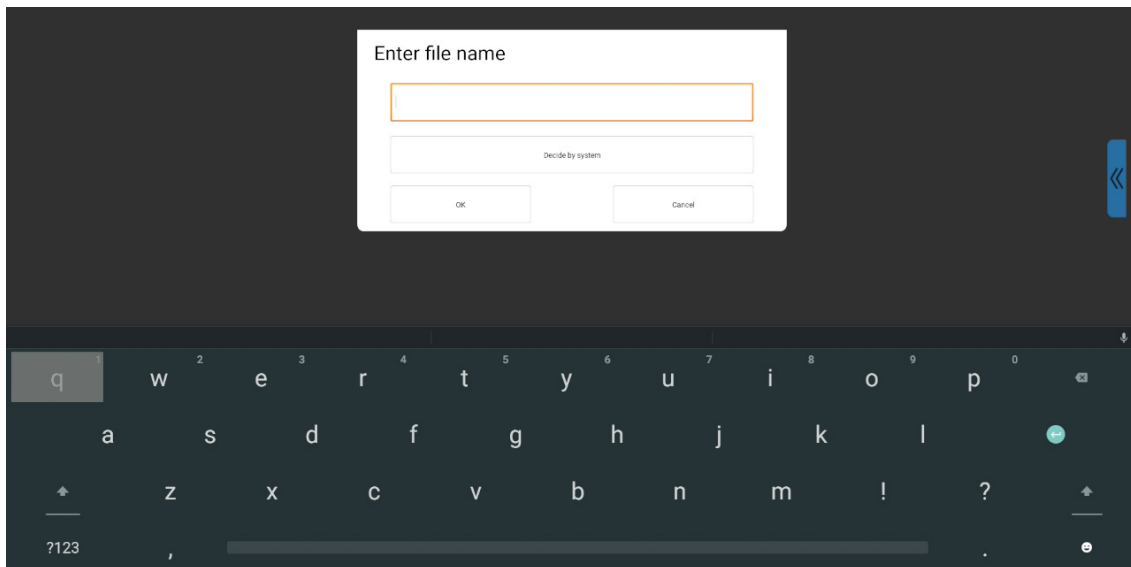 Enter file name
Decide by system
OK Cancel
1 2 3 4 5 6 7 8 9 0
q w e r t y u i o p
a s d f g h j k l
z x c v b n m ! ?
?123 , .